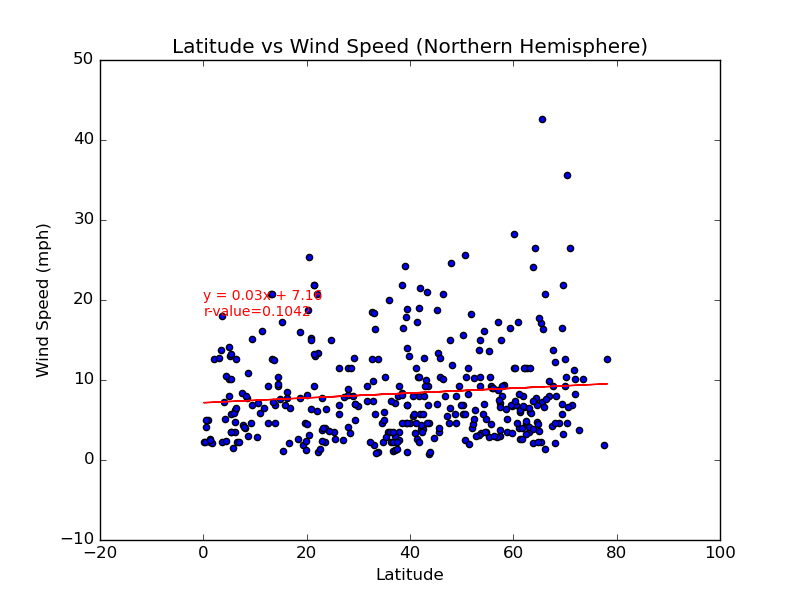 Latitude vs Wind Speed (Northern Hemisphere)
50
40
30
20
10
0
−10
Wind Speed (mph)
y = 0.03x + 7.16
r-value=0.1042
−20
0
20
40
60
80
100
Latitude